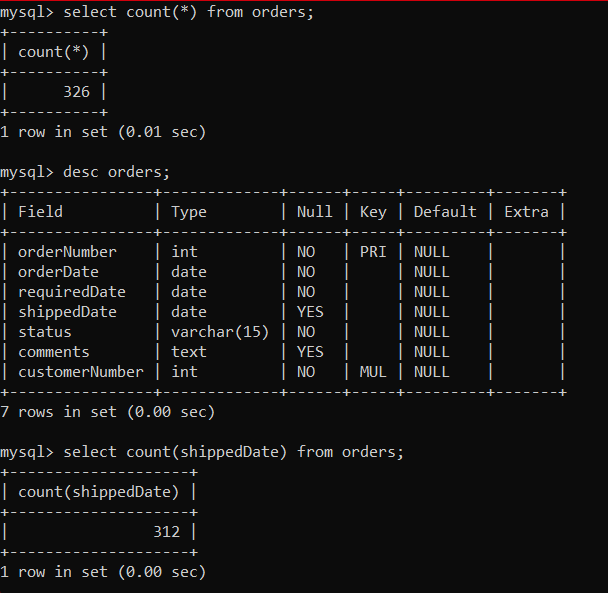 mysql> select count(*) from orders;
+----------+
| count(*) |
+----------+
|      326 |
+----------+
1 row in set (0.01 sec)
mysql> desc orders;
+----------------+-------------+------+-----+---------+-------+
| Field          | Type        | Null | Key | Default | Extra |
+----------------+-------------+------+-----+---------+-------+
| orderNumber    | int         | NO   | PRI | NULL    |       |
| orderDate      | date        | NO   |     | NULL    |       |
| requiredDate   | date        | NO   |     | NULL    |       |
| shippedDate    | date        | YES  |     | NULL    |       |
| status         | varchar(15) | NO   |     | NULL    |       |
| comments       | text        | YES  |     | NULL    |       |
| customerNumber | int         | NO   | MUL | NULL    |       |
+----------------+-------------+------+-----+---------+-------+
7 rows in set (0.00 sec)
mysql> select count(shippedDate) from orders;
+--------------------+
| count(shippedDate) |
+--------------------+
|                312 |
+--------------------+
1 row in set (0.00 sec)